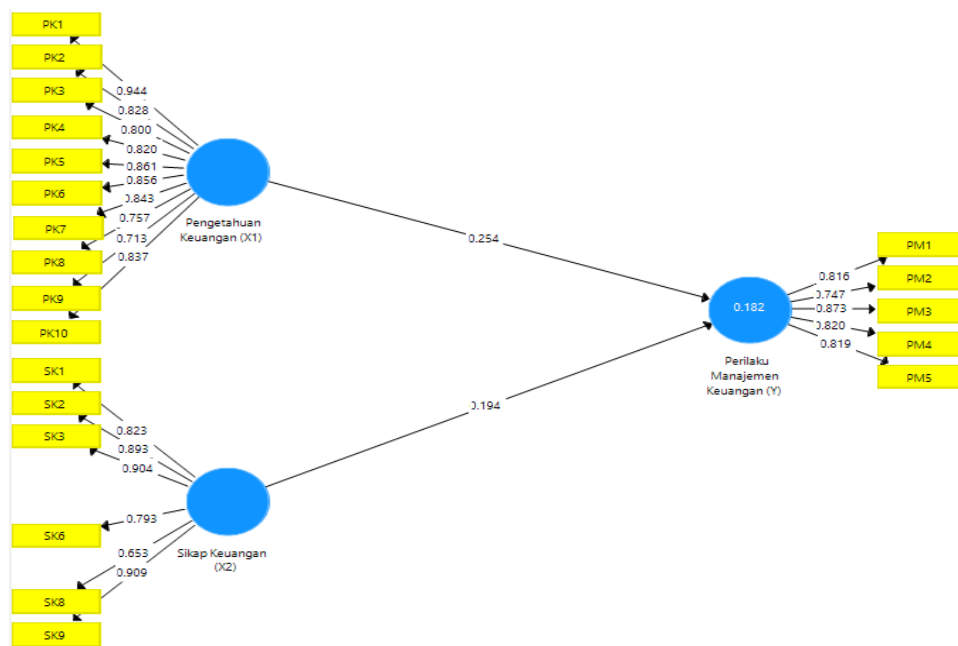 PK1
PK2
PK3
PK4
PK5
PK6
PK7
PK8
PK9
PK10
0.944
0.828
0.800
0.820
0.861
0.856
0.843
0.757
0.713
0.837
Pengetahuan
Keuangan (X1)
SK1
SK2
SK3
SK6
SK8
SK9
0.823
0.893
0.904
0.793
0.653
0.909
Sikap Keuangan
(X2)
0.254
0.194
0.182
Perilaku
Manajemen
Keuangan (Y)
0.816
0.747
0.873
0.820
0.819
PM1
PM2
PM3
PM4
PM5